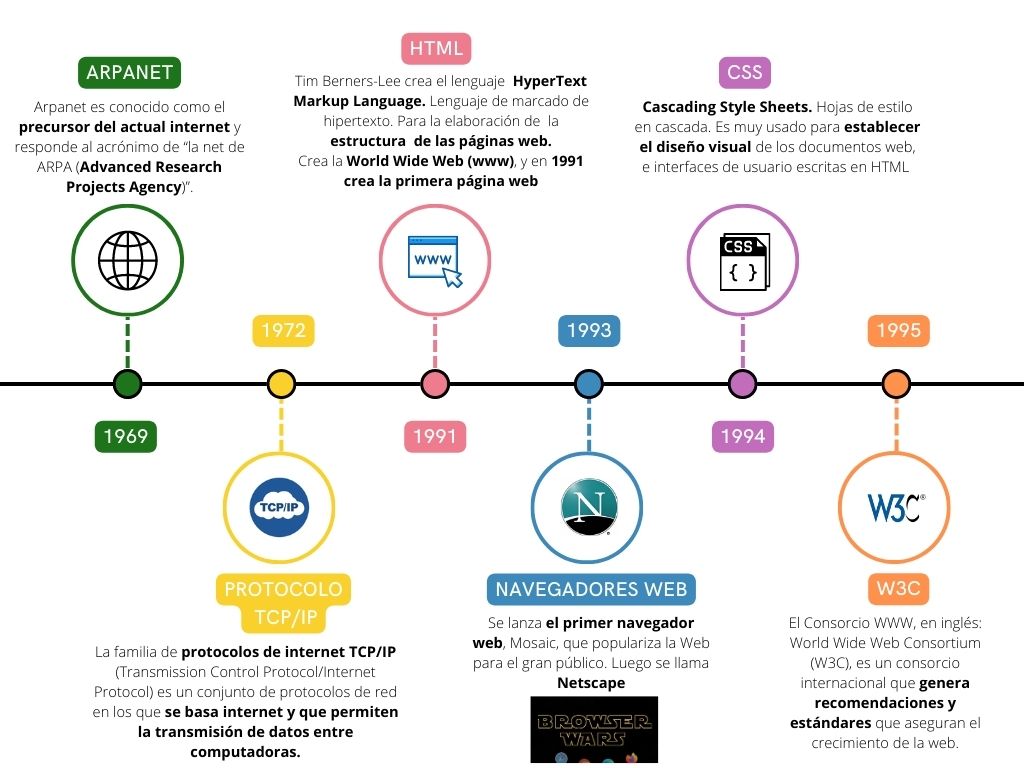 ARPANET
Arpanet es conocido como el
precursor del actual internet y
responde al acrónimo de “la net de
ARPA (Advanced Research
Projects Agency)”.
1969
1972
TCP/IP
PROTOCOLO
TCP/IP
La familia de protocolos de internet TCP/IP
(Transmission Control Protocol/Internet
Protocol) es un conjunto de protocolos de red
en los que se basa internet y que permiten
la transmisión de datos entre
computadoras.
HTML
Tim Berners-Lee crea el lenguaje HyperText
Markup Language. Lenguaje de marcado de
hipertexto. Para la elaboración de la
estructura de las páginas web.
Crea la World Wide Web (www), y en 1991
crea la primera página web
www
1991
1993
N
NAVEGADORES WEB
Se lanza el primer navegador
web, Mosaic, que populariza la Web
para el gran público. Luego se llama
Netscape
BROWSER
WARS
CSS
Cascading Style Sheets. Hojas de estilo
en cascada. Es muy usado para establecer
el diseño visual de los documentos web,
e interfaces de usuario escritas en HTML
CSS
{ }
1994
1995
W3C®
W3C
El Consorcio WWW, en inglés:
World Wide Web Consortium
(W3C), es un consorcio
internacional que genera
recomendaciones y
estándares que aseguran el
crecimiento de la web.